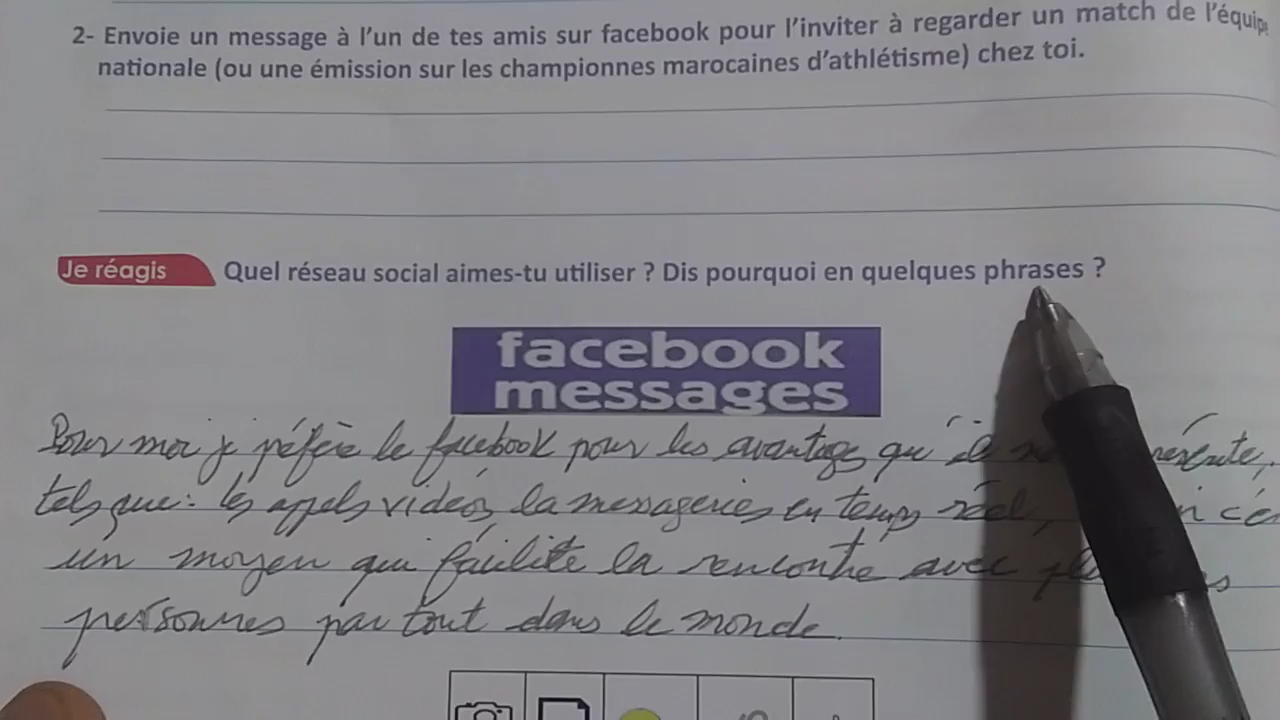 2- Envoie un message à l'un de tes amis sur facebook pour l'inviter à regarder un match de l'équipe
nationale (ou une émission sur les championnes marocaines d'athlétisme) chez toi.
Je réagis Quel réseau social aimes-tu utiliser ? Dis pourquoi en quelques phrases ?
facebook
messages
Pour moi je préfère le facebook pour les avantages qu'il
tels que : les appels vidéos, la messageries en temps réel,
un moyen qui facilite la rencontre avec
personnes partout dans le monde.